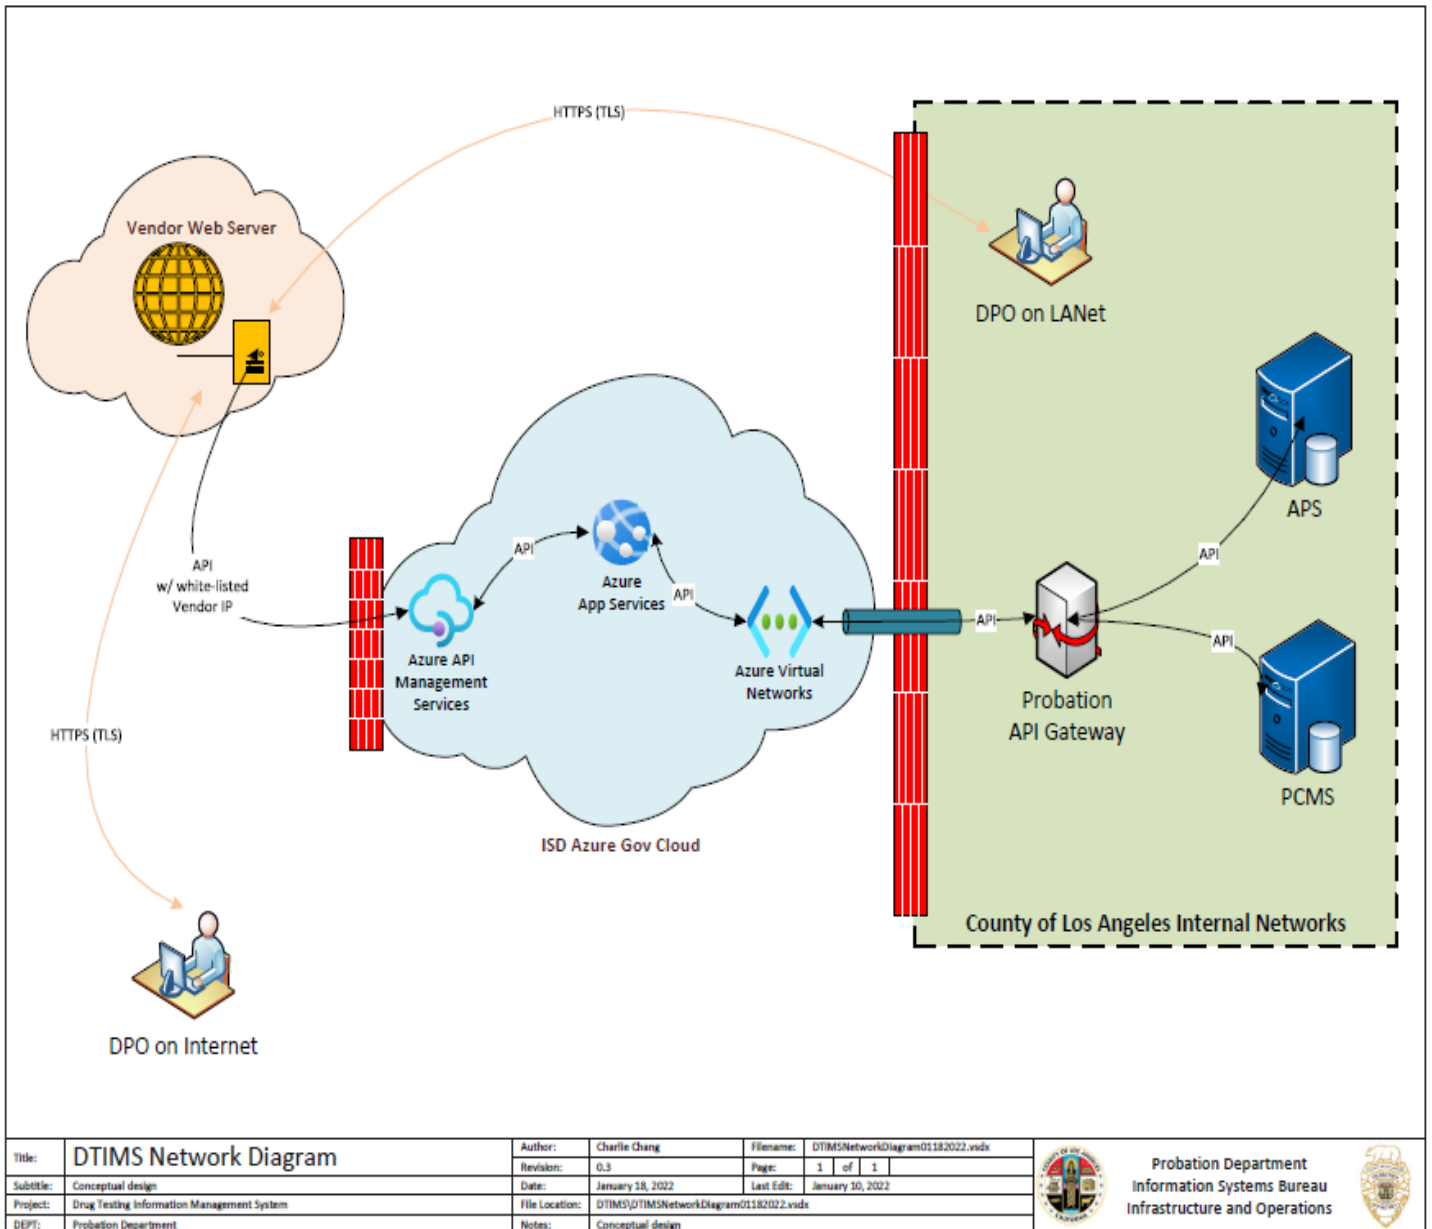 HTTPS (TLS)
Vendor Web Server
DPO on LANet
APS
API
API
w/ white-listed
Vendor IP
API
Azure
App Services
API
API
API
API
Azure API
Management
Services
Azure Virtual
Networks
Probation
API Gateway
PCMS
HTTPS (TLS)
ISD Azure Gov Cloud
County of Los Angeles Internal Networks
DPO on Internet
Title: DTIMS Network Diagram
Subtitle: Conceptual design
Project: Drug Testing Information Management System
DEPT: Probation Department
Author: Charlie Chang
Revision: 0.3
Date: January 18, 2022
File Location: DTIMS\DTIMSNetworkDiagram01182022.vsdx
Notes: Conceptual design
Filename: DTIMSNetworkDiagram01182022.vsdx
Page: 1 of 1
Last Edit: January 10, 2022
Probation Department
Information Systems Bureau
Infrastructure and Operations